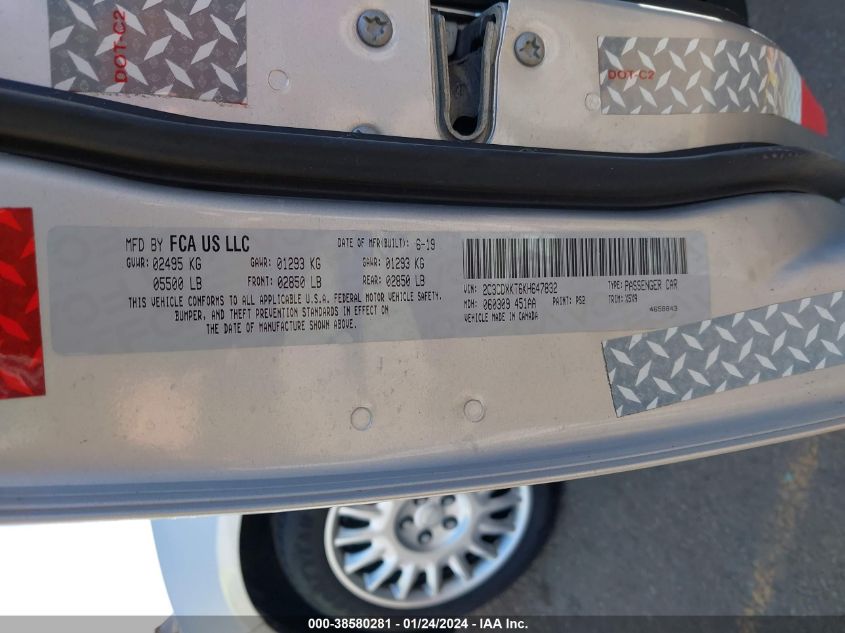 DOT-C2
DOT-C2
MFD BY FCA US LLC DATE OF MFR(BUILT): 6-19
GVWR: 02495 KG GAWR: 01293 KG GAWR: 01293 KG
05500 LB FRONT: 02850 LB REAR: 02850 LB
THIS VEHICLE CONFORMS TO ALL APPLICABLE U.S.A. FEDERAL MOTOR VEHICLE SAFETY,
BUMPER, AND THEFT PREVENTION STANDARDS IN EFFECT ON
THE DATE OF MANUFACTURE SHOWN ABOVE.
VIN: 2C3CDXKT6KH647832 TYPE: PASSENGER CAR
MDH: 060309 451AA PAINT: PS2 TRIM: X5X9
VEHICLE MADE IN CANADA 4658843
000-38580281 - 01/24/2024 - IAA Inc.